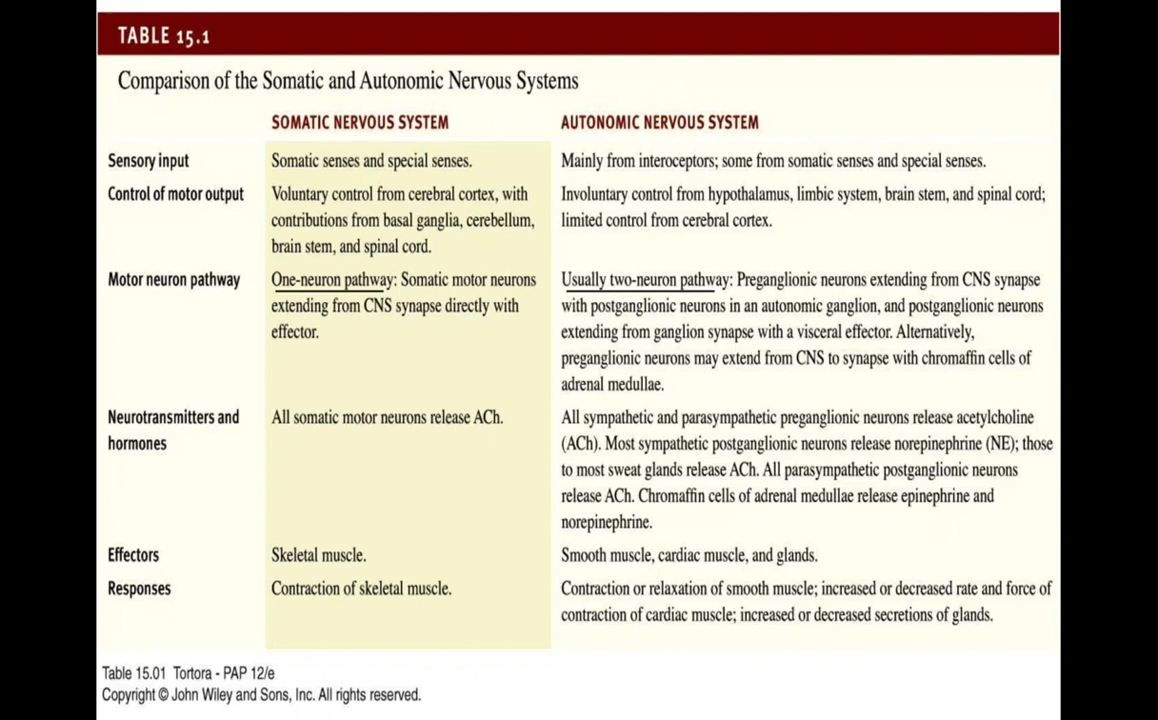 TABLE 15.1
Comparison of the Somatic and Autonomic Nervous Systems
SOMATIC NERVOUS SYSTEM
AUTONOMIC NERVOUS SYSTEM
Sensory input
Somatic senses and special senses.
Mainly from interoceptors; some from somatic senses and special senses.
Control of motor output
Voluntary control from cerebral cortex, with
contributions from basal ganglia, cerebellum,
brain stem, and spinal cord.
Involuntary control from hypothalamus, limbic system, brain stem, and spinal cord;
limited control from cerebral cortex.
Motor neuron pathway
One-neuron pathway: Somatic motor neurons
extending from CNS synapse directly with
effector.
Usually two-neuron pathway: Preganglionic neurons extending from CNS synapse
with postganglionic neurons in an autonomic ganglion, and postganglionic neurons
extending from ganglion synapse with a visceral effector. Alternatively,
preganglionic neurons may extend from CNS to synapse with chromaffin cells of
adrenal medullae.
Neurotransmitters and
hormones
All somatic motor neurons release ACh.
All sympathetic and parasympathetic preganglionic neurons release acetylcholine
(ACh). Most sympathetic postganglionic neurons release norepinephrine (NE); those
to most sweat glands release ACh. All parasympathetic postganglionic neurons
release ACh. Chromaffin cells of adrenal medullae release epinephrine and
norepinephrine.
Effectors
Skeletal muscle.
Smooth muscle, cardiac muscle, and glands.
Responses
Contraction of skeletal muscle.
Contraction or relaxation of smooth muscle; increased or decreased rate and force of
contraction of cardiac muscle; increased or decreased secretions of glands.
Table 15.01 Tortora - PAP 12/e
Copyright © John Wiley and Sons, Inc. All rights reserved.